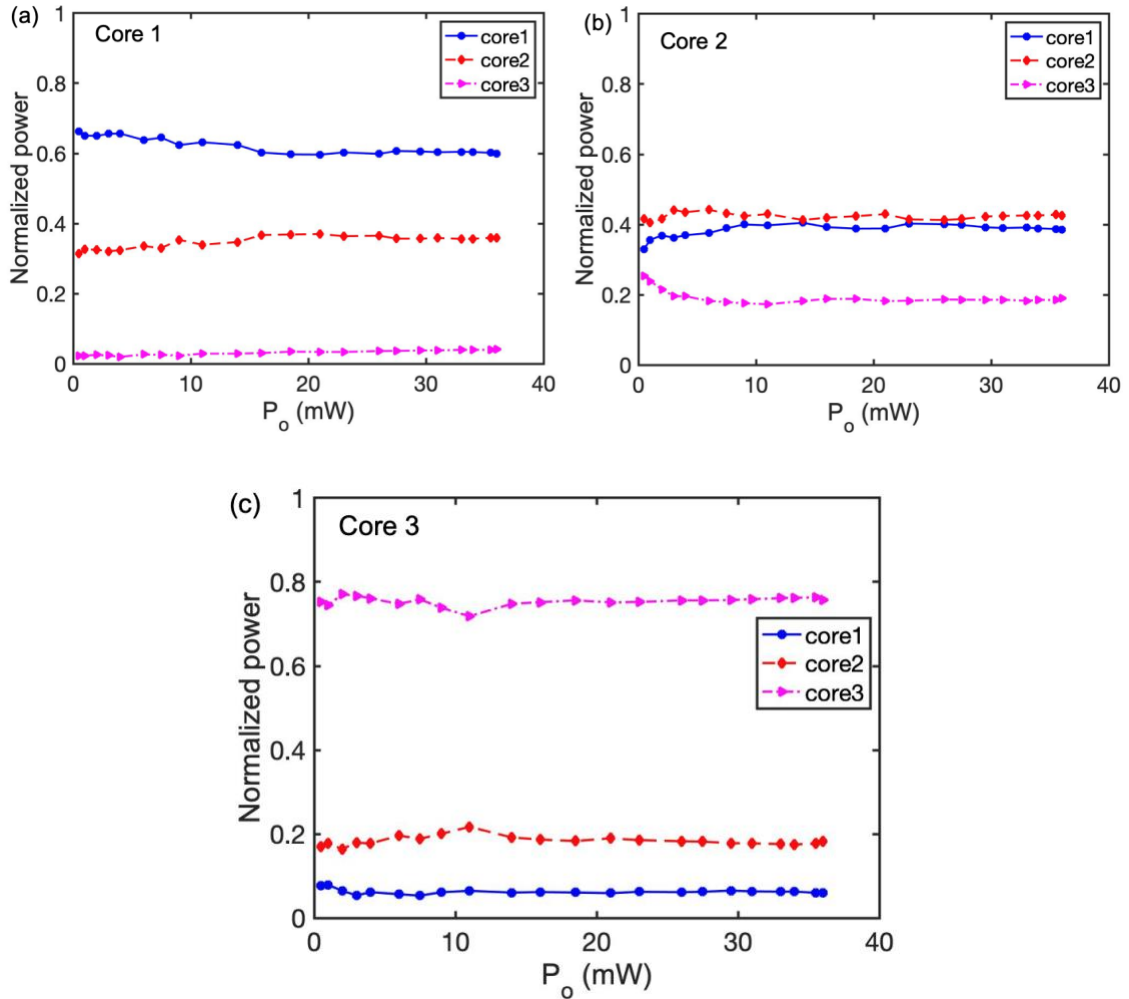 (a)
Core 1
core1
core2
core3
Normalized power
1
0.8
0.6
0.4
0.2
0
0 10 20 30 40
P_o (mW)
(b)
Core 2
core1
core2
core3
Normalized power
1
0.8
0.6
0.4
0.2
0
0 10 20 30 40
P_o (mW)
(c)
Core 3
core1
core2
core3
Normalized power
1
0.8
0.6
0.4
0.2
0
0 10 20 30 40
P_o (mW)